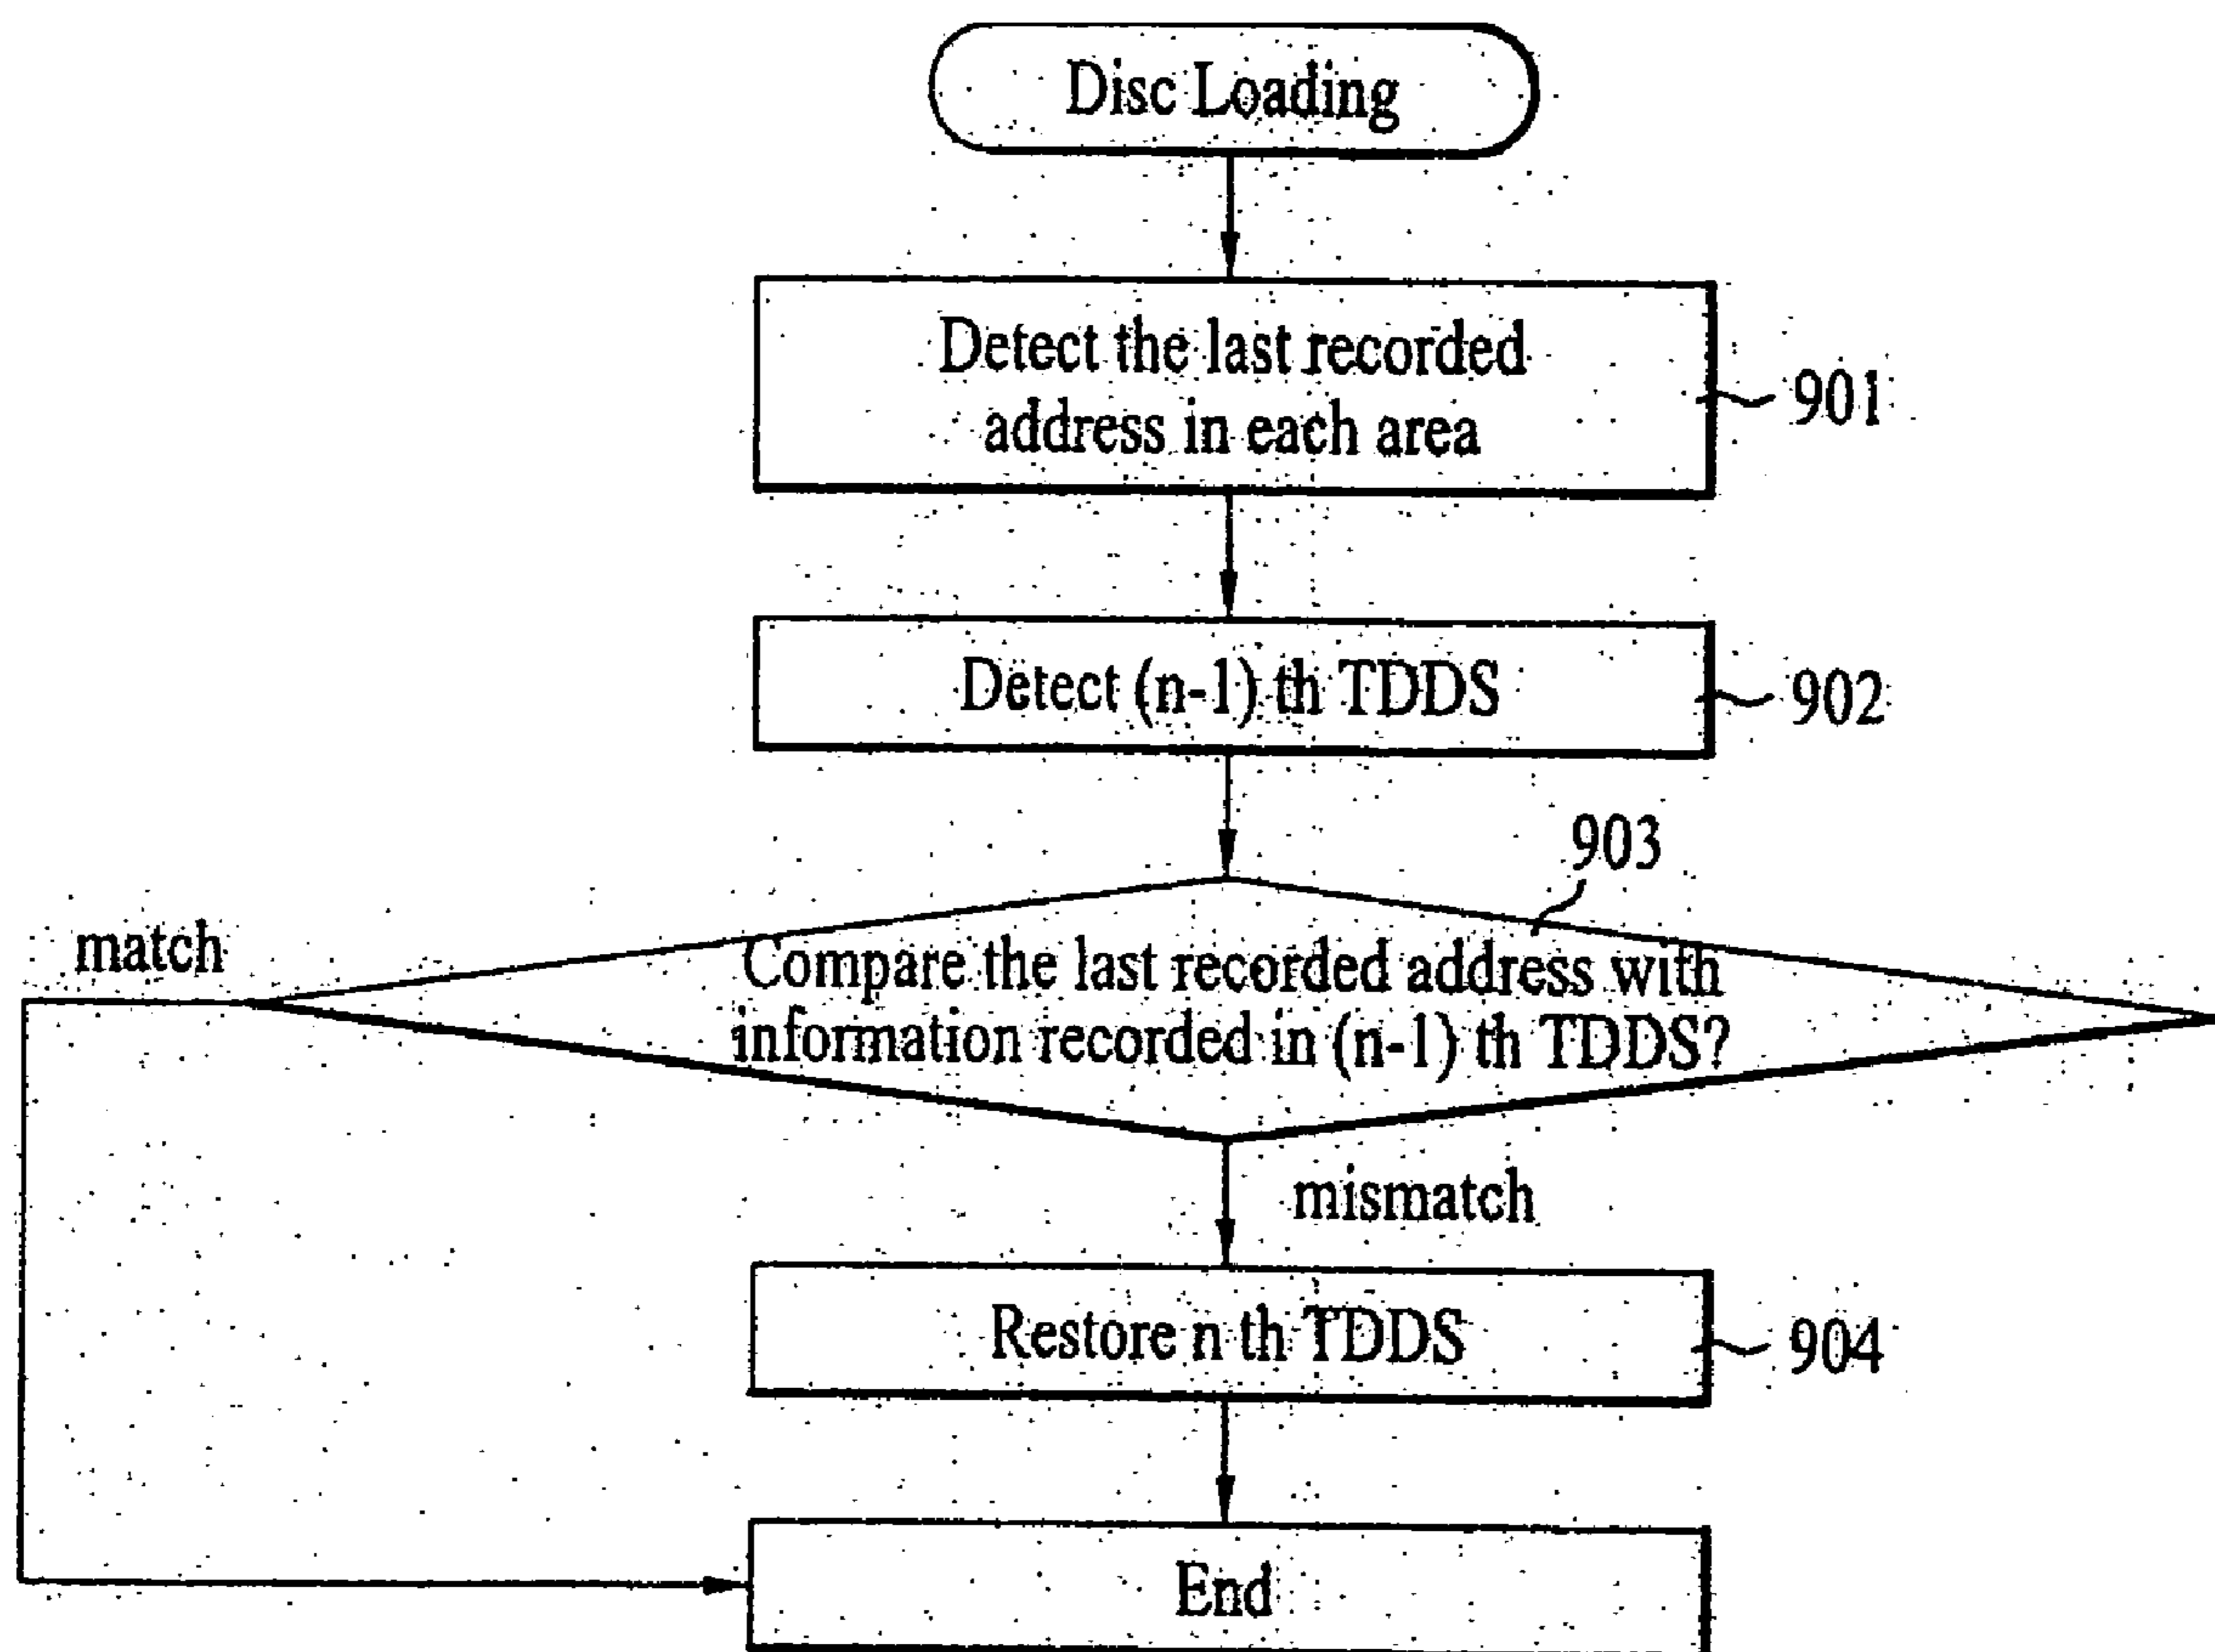 Disc Loading
Detect the last recorded
address in each area
901
Detect (n-1) th TDDS
902
903
match
Compare the last recorded address with
information recorded in (n-1) th TDDS?
mismatch
Restore n th TDDS
904
End